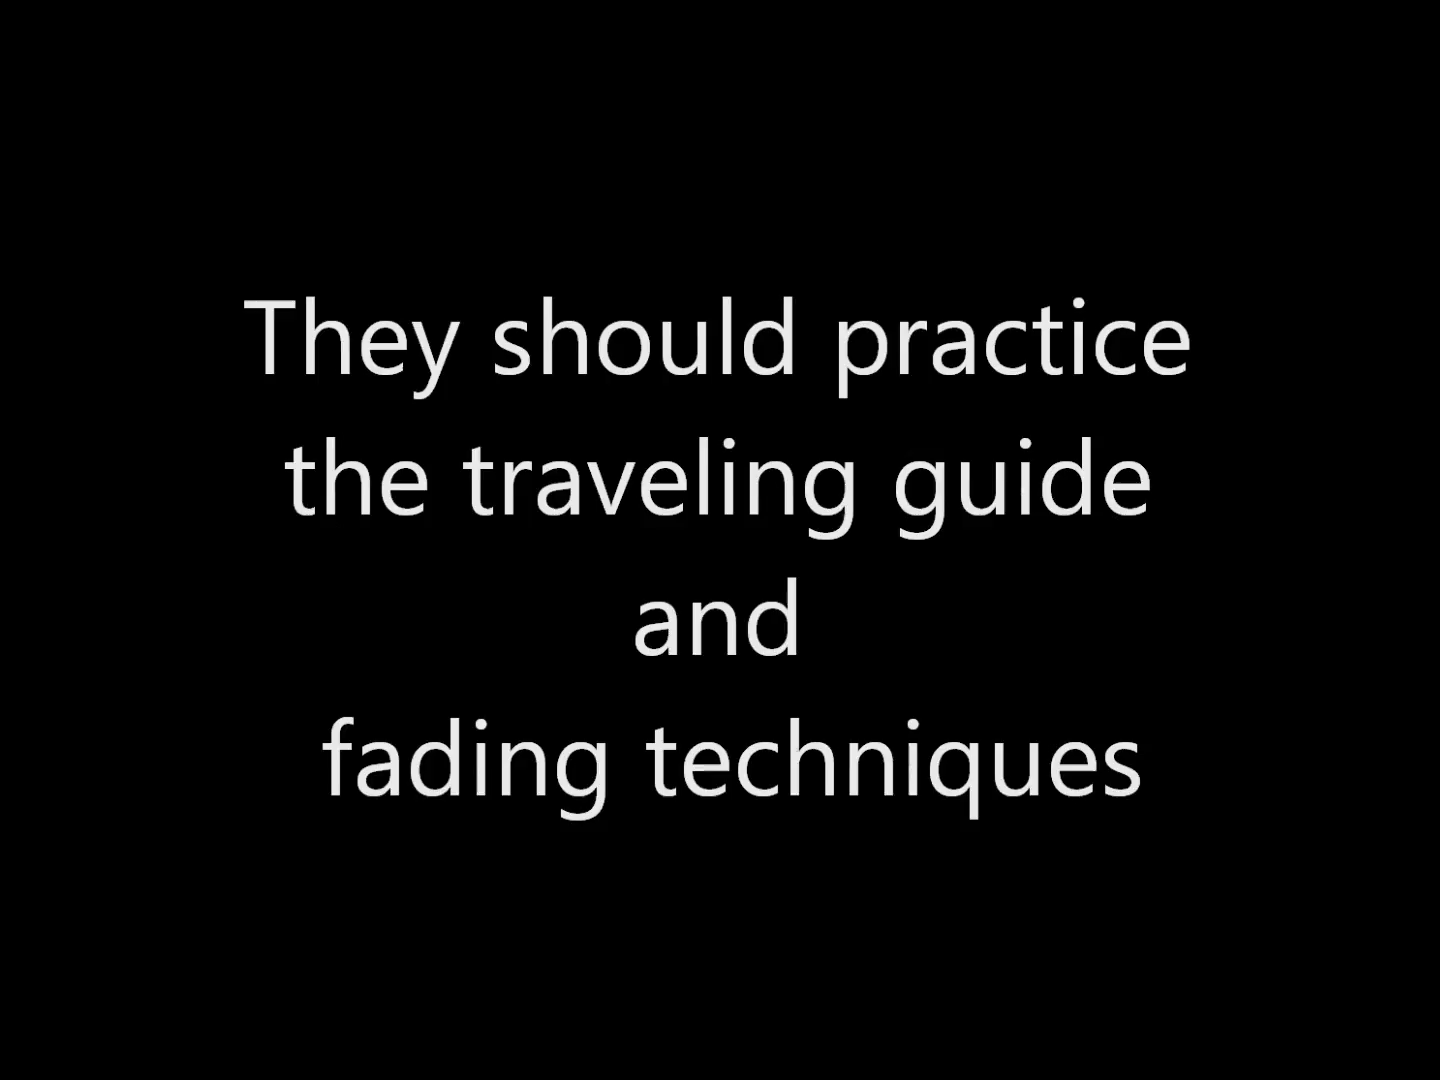 They should practice
the traveling guide
and
fading techniques